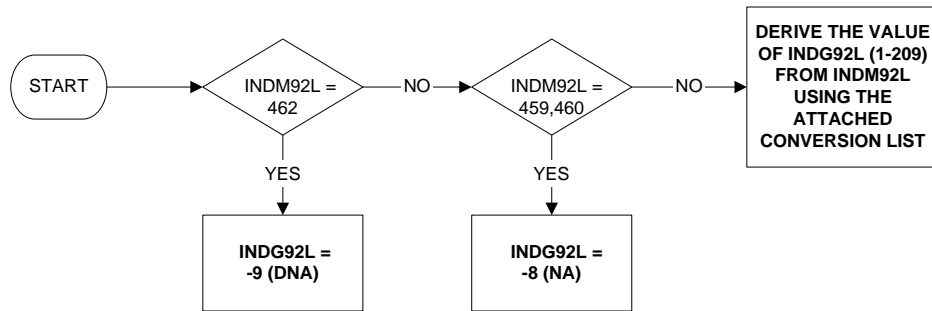 START
INDM92L =
462
NO
INDM92L =
459,460
NO
DERIVE THE VALUE
OF INDG92L (1-209)
FROM INDM92L
USING THE
ATTACHED
CONVERSION LIST
YES
YES
INDG92L =
-9 (DNA)
INDG92L =
-8 (NA)